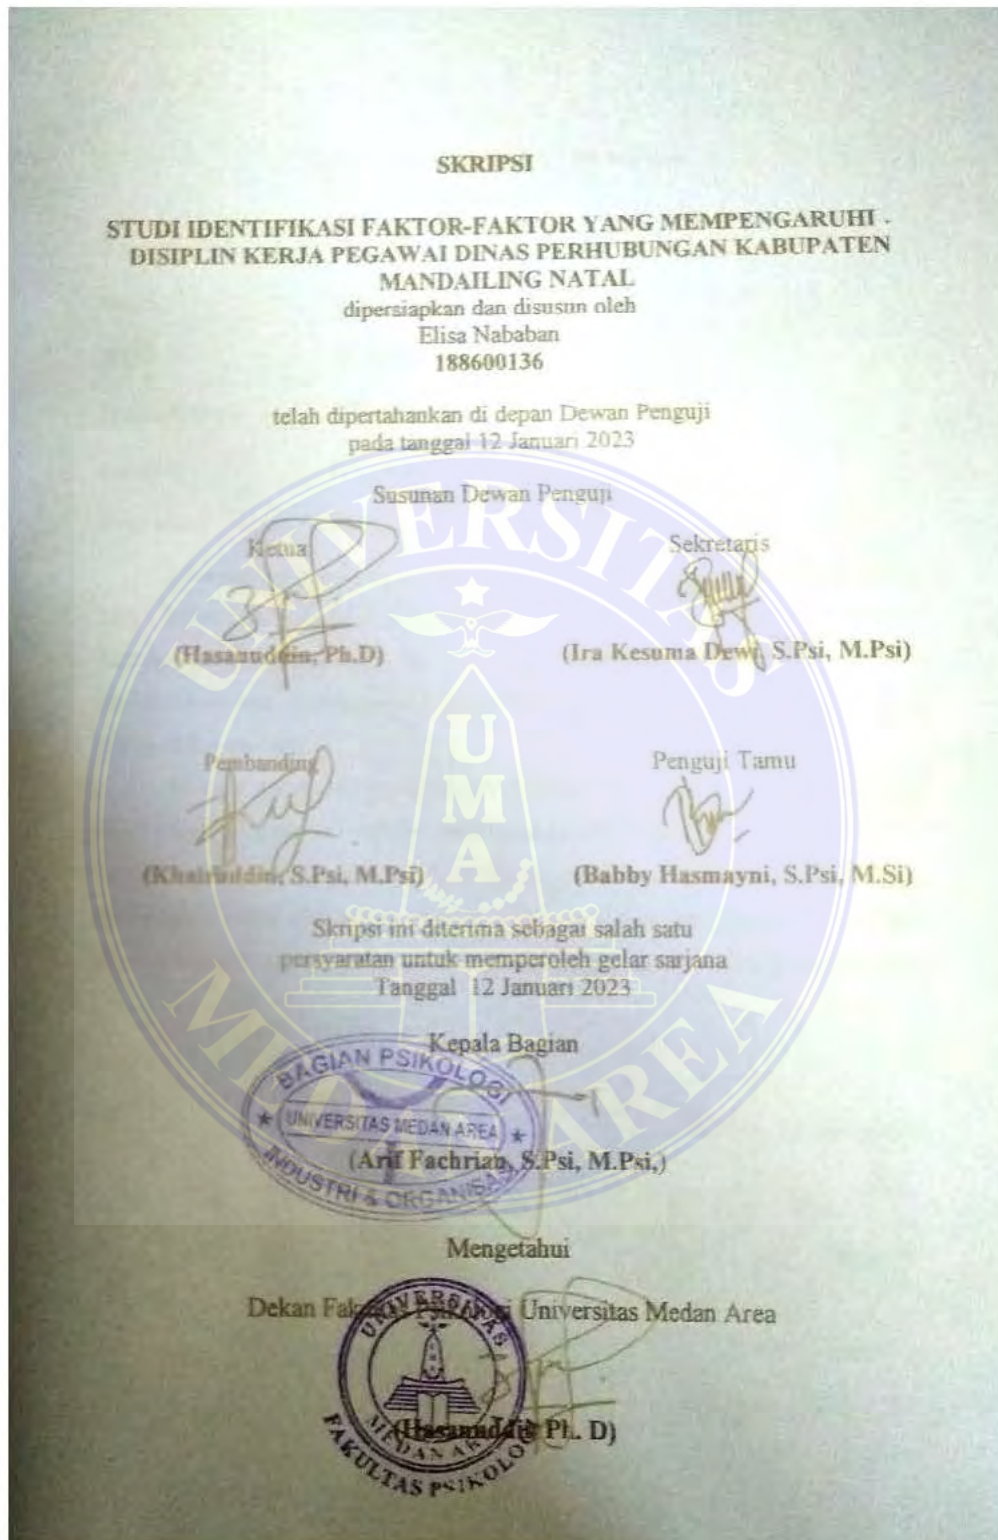 SKRIPSI
STUDI IDENTIFIKASI FAKTOR-FAKTOR YANG MEMPENGARUHI
DISIPLIN KERJA PEGAWAI DINAS PERHUBUNGAN KABUPATEN
MANDAILING NATAL
dipersiapkan dan disusun oleh
Elisa Nababan
188600136
telah dipertahankan di depan Dewan Penguji
pada tanggal 12 Januari 2023
Susunan Dewan Penguji
Ketua
Sekretaris
(Hasanuddin, Ph.D)
(Ira Kesuma Dewi, S.Psi, M.Psi)
Pembanding
Penguji Tamu
(Khairuddin, S.Psi, M.Psi)
(Babby Hasmayni, S.Psi, M.Si)
Skripsi ini diterima sebagai salah satu
persyaratan untuk memperoleh gelar sarjana
Tanggal 12 Januari 2023
Kepala Bagian
BAGIAN PSIKOLOGI
UNIVERSITAS MEDAN AREA
INDUSTRI & ORGANISASI
(Arif Fachrian, S.Psi, M.Psi,)
Mengetahui
Dekan Fakultas Psikologi Universitas Medan Area
UNIVERSITAS
MEDAN AREA
FAKULTAS PSIKOLOGI
(Hasanuddin Ph. D)
UNIVERSITAS
UMA
MEDAN AREA